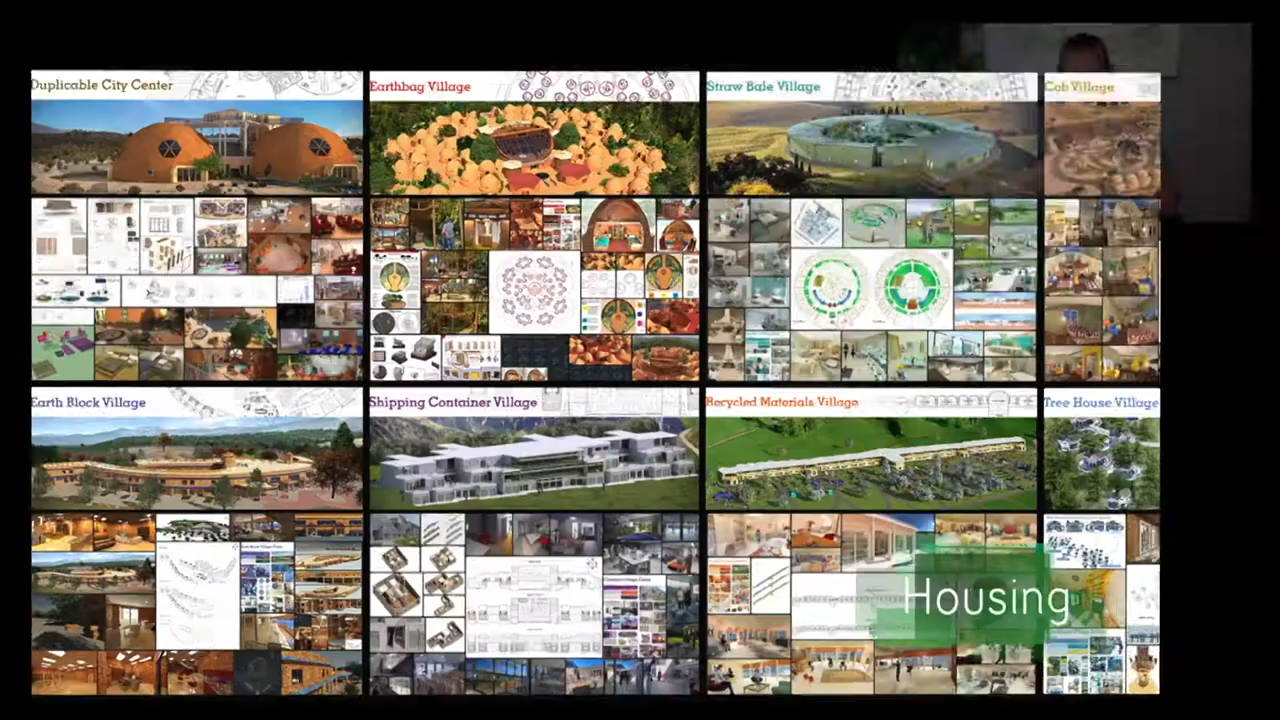 Duplicable City Center
Earthbag Village
Straw Bale Village
Cob Village
Earth Block Village
Shipping Container Village
Recycled Materials Village
Tree House Village
Housing